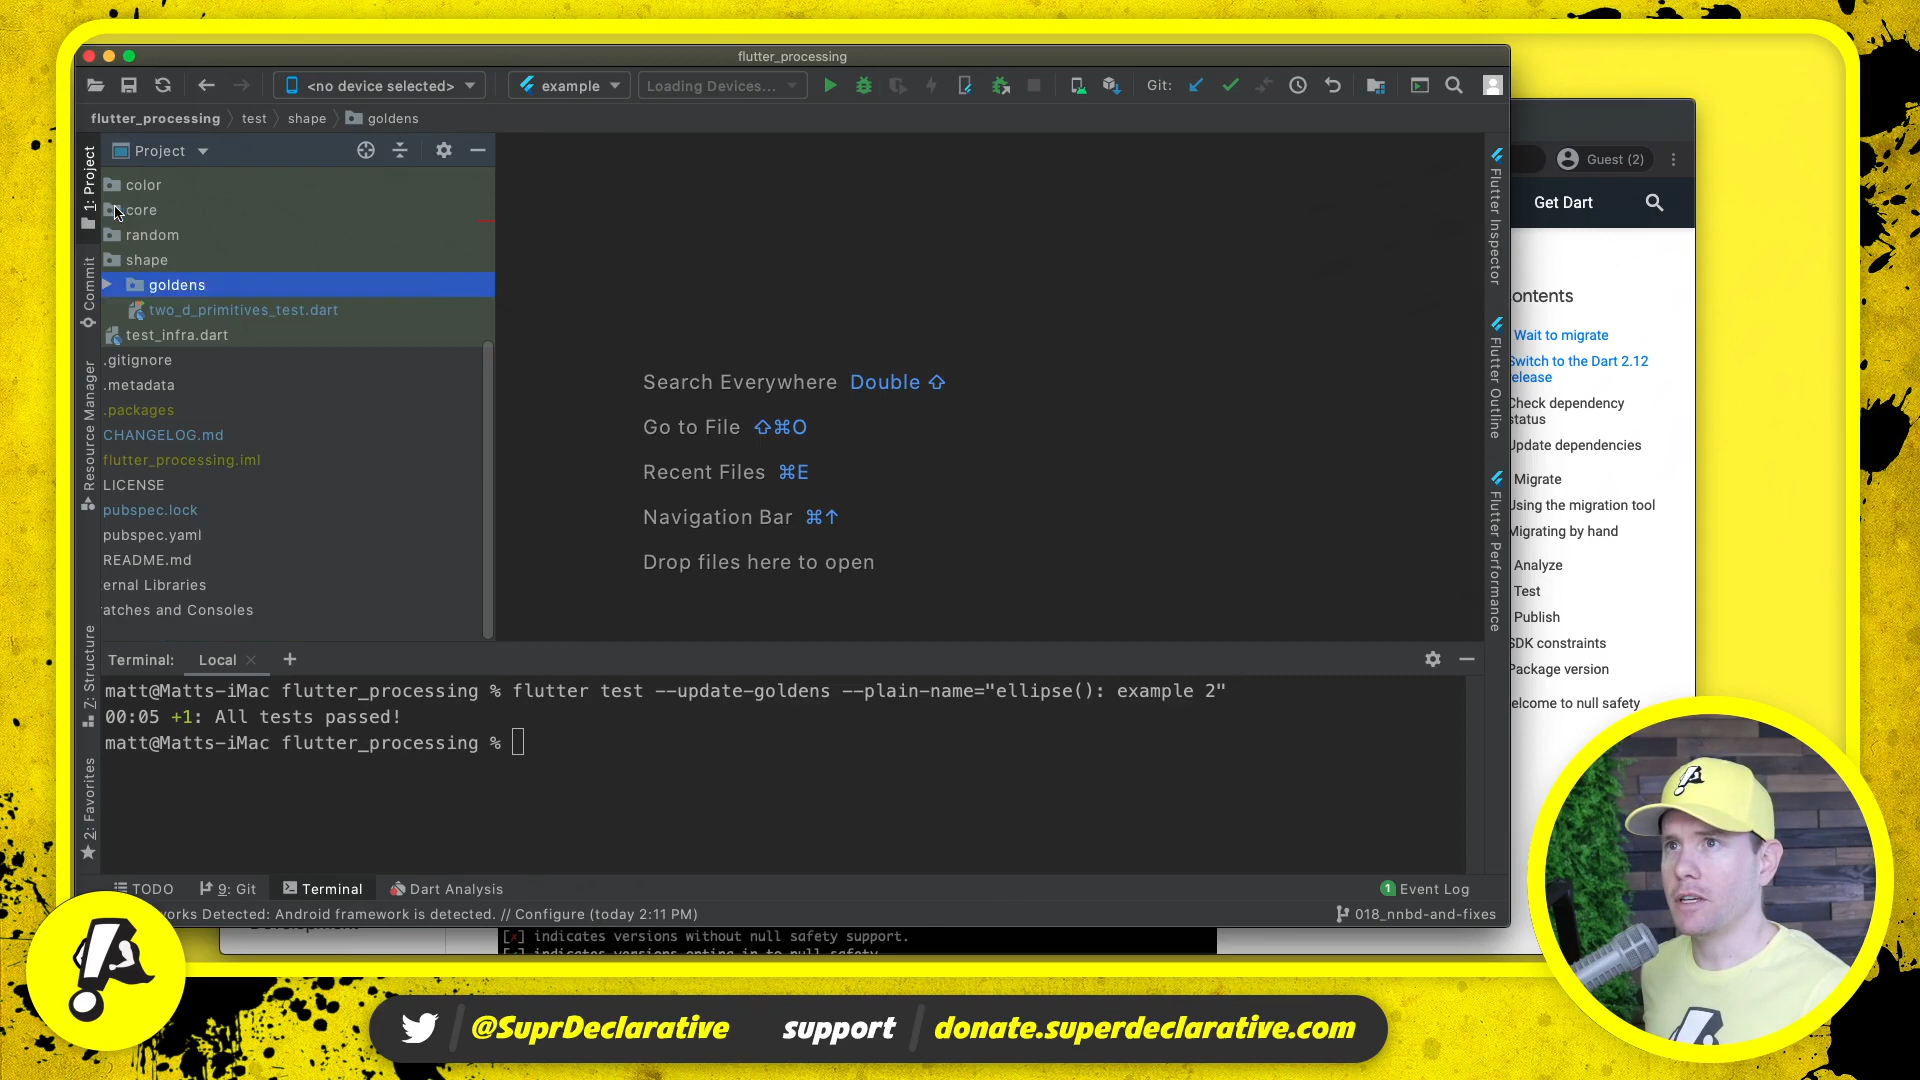 flutter_processing
<no device selected>
example
Loading Devices...
Git:
flutter_processing
test
shape
goldens
Project
1: Project
color
core
random
shape
goldens
two_d_primitives_test.dart
test_infra.dart
.gitignore
.metadata
.packages
CHANGELOG.md
flutter_processing.iml
LICENSE
pubspec.lock
pubspec.yaml
README.md
ernal Libraries
atches and Consoles
Commit
Resource Manager
7: Structure
2: Favorites
Search Everywhere Double ⇧
Go to File ⇧⌘O
Recent Files ⌘E
Navigation Bar ⌘↑
Drop files here to open
Flutter Inspector
Flutter Outline
Flutter Performance
Terminal:
Local
matt@Matts-iMac flutter_processing % flutter test --update-goldens --plain-name="ellipse(): example 2"
00:05 +1: All tests passed!
matt@Matts-iMac flutter_processing %
TODO
9: Git
Terminal
Dart Analysis
1 Event Log
orks Detected: Android framework is detected. // Configure (today 2:11 PM)
018_nnbd-and-fixes
Guest (2)
Get Dart
ontents
Wait to migrate
Switch to the Dart 2.12
elease
Check dependency
status
Update dependencies
Migrate
Using the migration tool
Migrating by hand
Analyze
Test
Publish
SDK constraints
Package version
elcome to null safety
[✗] indicates versions without null safety support.
@SuprDeclarative
support
donate.superdeclarative.com